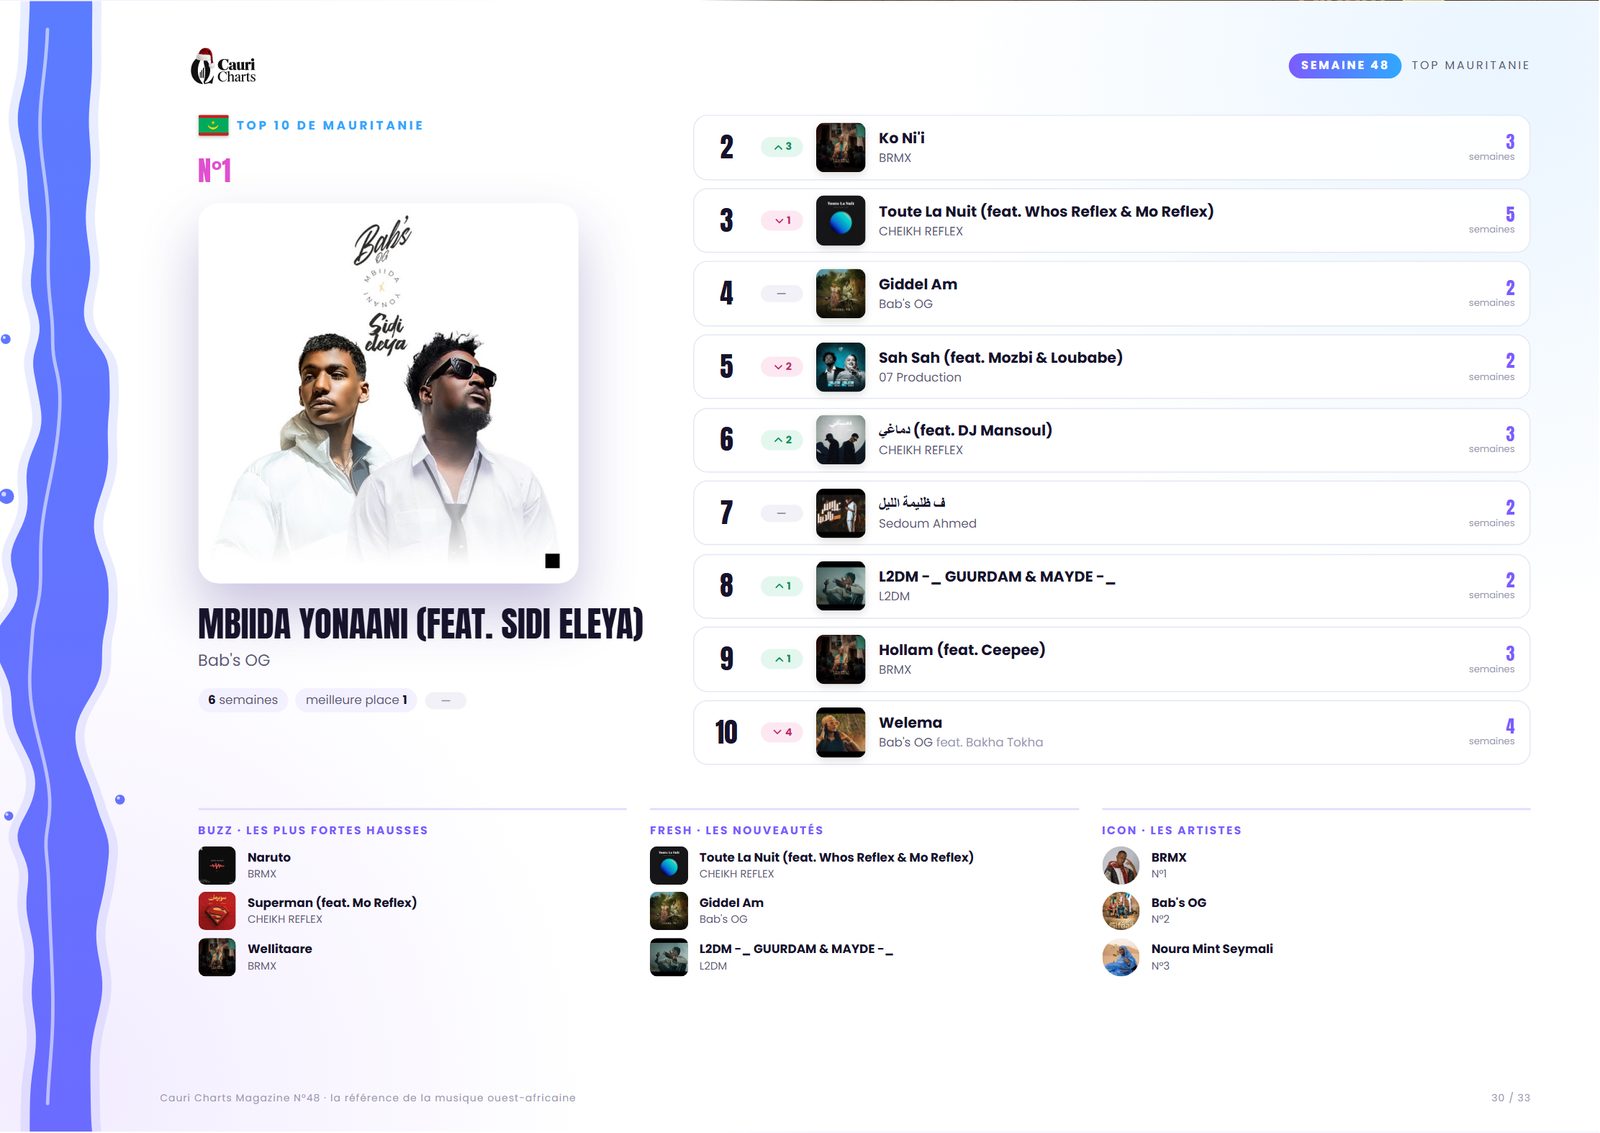 Cauri
Charts
SEMAINE 48 TOP MAURITANIE
TOP 10 DE MAURITANIE
N°1
Bab's
OG
MBIIDA YONAANI
Sidi
eleya
MBIIDA YONAANI (FEAT. SIDI ELEYA)
Bab's OG
6 semaines meilleure place 1 —
2 3 Ko Ni'i 3
BRMX semaines
3 1 Toute La Nuit (feat. Whos Reflex & Mo Reflex) 5
CHEIKH REFLEX semaines
4 — Giddel Am 2
Bab's OG semaines
5 2 Sah Sah (feat. Mozbi & Loubabe) 2
07 Production semaines
6 2 دماغي (feat. DJ Mansoul) 3
CHEIKH REFLEX semaines
7 — ف ظليمة الليل 2
Sedoum Ahmed semaines
8 1 L2DM -_ GUURDAM & MAYDE -_ 2
L2DM semaines
9 1 Hollam (feat. Ceepee) 3
BRMX semaines
10 4 Welema 4
Bab's OG feat. Bakha Tokha semaines
BUZZ · LES PLUS FORTES HAUSSES
Naruto
BRMX
Superman (feat. Mo Reflex)
CHEIKH REFLEX
Wellitaare
BRMX
FRESH · LES NOUVEAUTÉS
Toute La Nuit (feat. Whos Reflex & Mo Reflex)
CHEIKH REFLEX
Giddel Am
Bab's OG
L2DM -_ GUURDAM & MAYDE -_
L2DM
ICON · LES ARTISTES
BRMX
N°1
Bab's OG
N°2
Noura Mint Seymali
N°3
Cauri Charts Magazine N°48 · la référence de la musique ouest-africaine
30 / 33